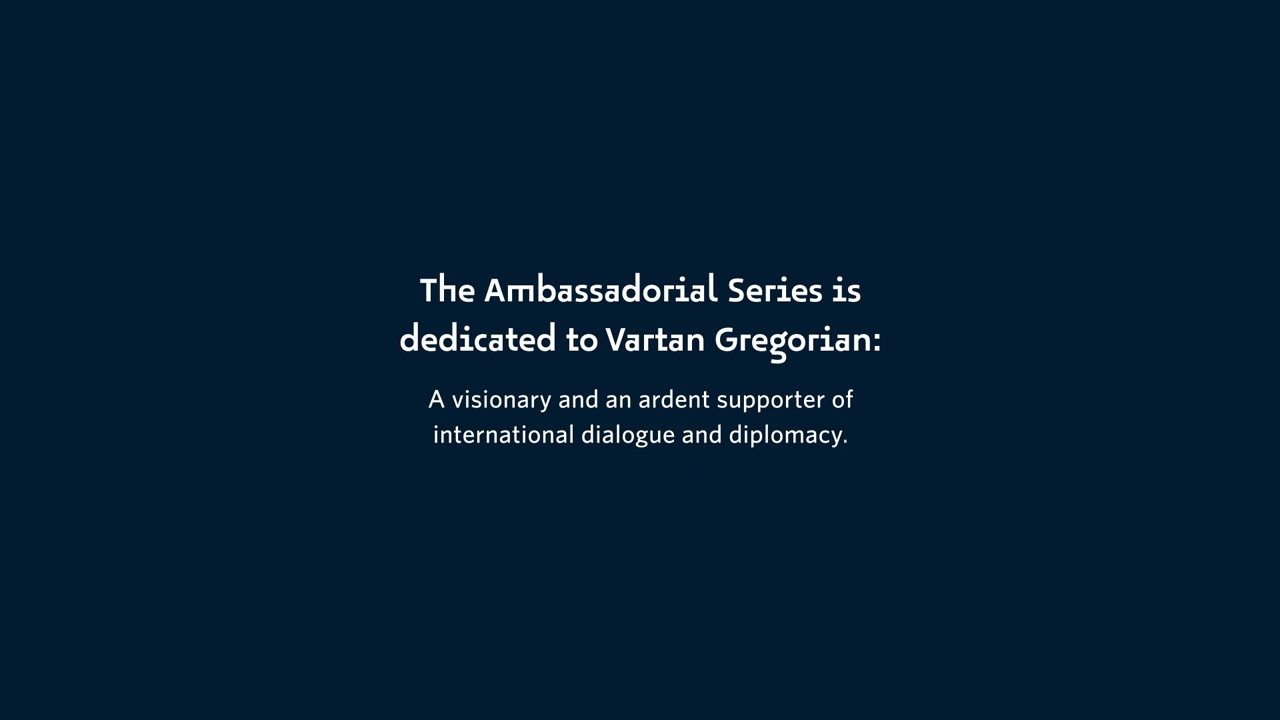 The Ambassadorial Series is
dedicated to Vartan Gregorian:
A visionary and an ardent supporter of
international dialogue and diplomacy.